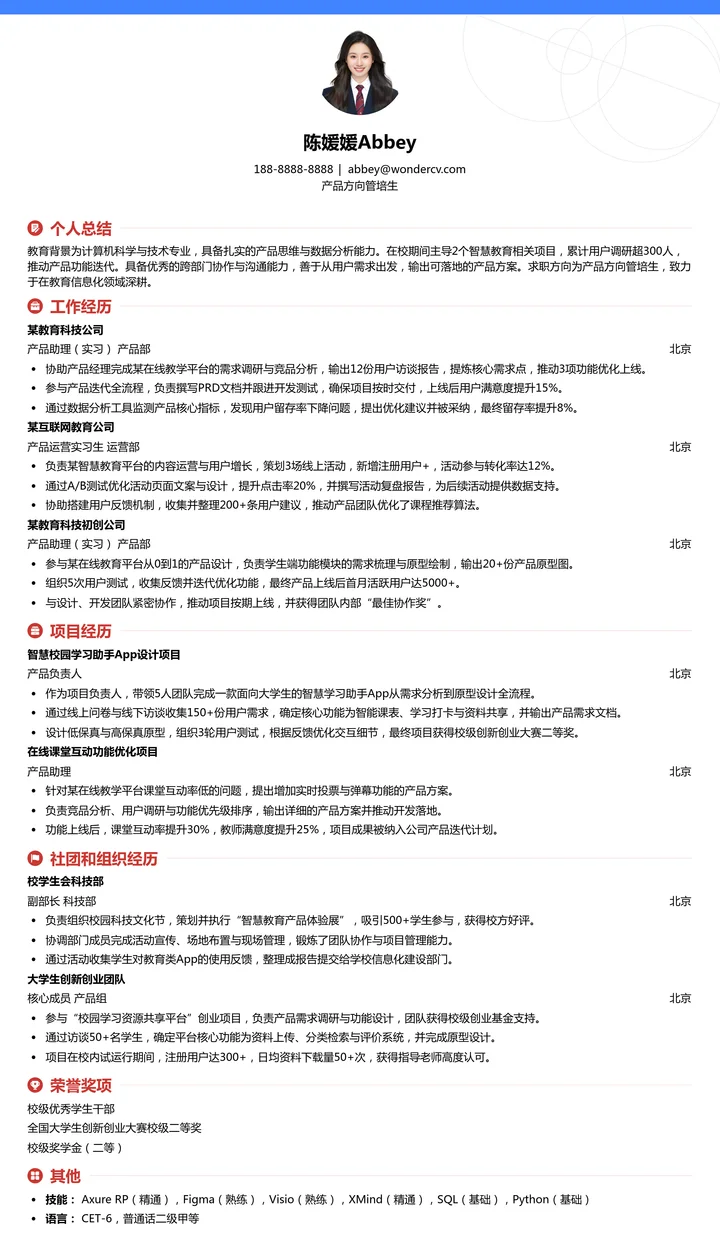 陈媛媛Abbey
188-8888-8888 | abbey@wondercv.com
产品方向管培生
个人总结
教育背景为计算机科学与技术专业，具备扎实的产品思维与数据分析能力。在校期间主导2个智慧教育相关项目，累计用户调研超300人，
推动产品功能迭代。具备优秀的跨部门协作与沟通能力，善于从用户需求出发，输出可落地的产品方案。求职方向为产品方向管培生，致力
于在教育信息化领域深耕。
工作经历
某教育科技公司
产品助理（实习） 产品部 北京
• 协助产品经理完成某在线教学平台的需求调研与竞品分析，输出12份用户访谈报告，提炼核心需求点，推动3项功能优化上线。
• 参与产品迭代全流程，负责撰写PRD文档并跟进开发测试，确保项目按时交付，上线后用户满意度提升15%。
• 通过数据分析工具监测产品核心指标，发现用户留存率下降问题，提出优化建议并被采纳，最终留存率提升8%。
某互联网教育公司
产品运营实习生 运营部 北京
• 负责某智慧教育平台的内容运营与用户增长，策划3场线上活动，新增注册用户+，活动参与转化率达12%。
• 通过A/B测试优化活动页面文案与设计，提升点击率20%，并撰写活动复盘报告，为后续活动提供数据支持。
• 协助搭建用户反馈机制，收集并整理200+条用户建议，推动产品团队优化了课程推荐算法。
某教育科技初创公司
产品助理（实习） 产品部 北京
• 参与某在线教育平台从0到1的产品设计，负责学生端功能模块的需求梳理与原型绘制，输出20+份产品原型图。
• 组织5次用户测试，收集反馈并迭代优化功能，最终产品上线后首月活跃用户达5000+。
• 与设计、开发团队紧密协作，推动项目按期上线，并获得团队内部“最佳协作奖”。
项目经历
智慧校园学习助手App设计项目
产品负责人 北京
• 作为项目负责人，带领5人团队完成一款面向大学生的智慧学习助手App从需求分析到原型设计全流程。
• 通过线上问卷与线下访谈收集150+份用户需求，确定核心功能为智能课表、学习打卡与资料共享，并输出产品需求文档。
• 设计低保真与高保真原型，组织3轮用户测试，根据反馈优化交互细节，最终项目获得校级创新创业大赛二等奖。
在线课堂互动功能优化项目
产品助理 北京
• 针对某在线教学平台课堂互动率低的问题，提出增加实时投票与弹幕功能的产品方案。
• 负责竞品分析、用户调研与功能优先级排序，输出详细的产品方案并推动开发落地。
• 功能上线后，课堂互动率提升30%，教师满意度提升25%，项目成果被纳入公司产品迭代计划。
社团和组织经历
校学生会科技部
副部长 科技部 北京
• 负责组织校园科技文化节，策划并执行“智慧教育产品体验展”，吸引500+学生参与，获得校方好评。
• 协调部门成员完成活动宣传、场地布置与现场管理，锻炼了团队协作与项目管理能力。
• 通过活动收集学生对教育类App的使用反馈，整理成报告提交给学校信息化建设部门。
大学生创新创业团队
核心成员 产品组 北京
• 参与“校园学习资源共享平台”创业项目，负责产品需求调研与功能设计，团队获得校级创业基金支持。
• 通过访谈50+名学生，确定平台核心功能为资料上传、分类检索与评价系统，并完成原型设计。
• 项目在校内试运行期间，注册用户达300+，日均资料下载量50+次，获得指导老师高度认可。
荣誉奖项
校级优秀学生干部
全国大学生创新创业大赛校级二等奖
校级奖学金（二等）
其他
• 技能： Axure RP（精通），Figma（熟练），Visio（熟练），XMind（精通），SQL（基础），Python（基础）
• 语言： CET-6，普通话二级甲等